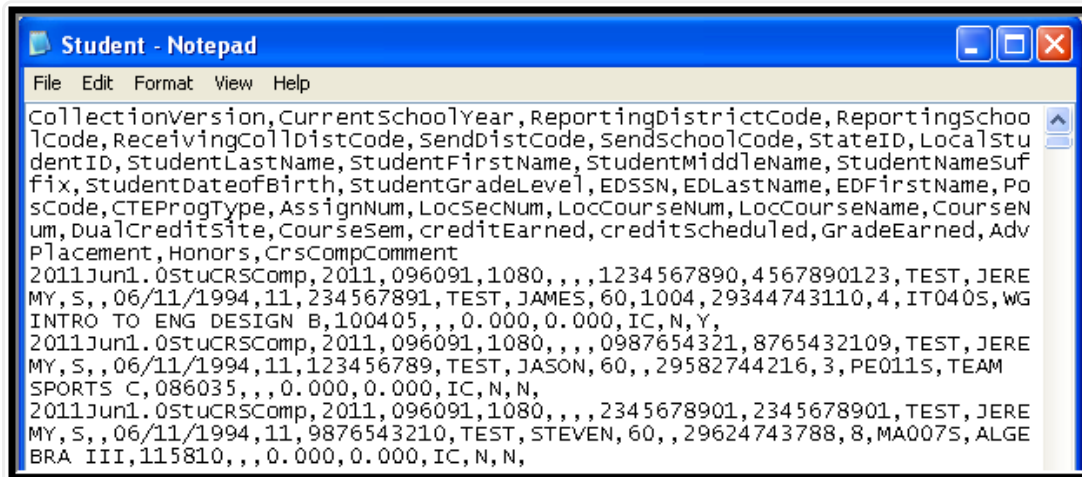 Student - Notepad
File Edit Format View Help
CollectionVersion,CurrentSchoolYear,ReportingDistrictCode,ReportingSchoo
lCode,ReceivingCollDistCode,SendDistCode,SendSchoolCode,StateID,LocalStu
dentID,StudentLastName,StudentFirstName,StudentMiddleName,StudentNameSuf
fix,StudentDateofBirth,StudentGradeLevel,EDSSN,EDLastName,EDFirstName,Po
sCode,CTEProgType,AssignNum,LocSecNum,LocCourseNum,LocCourseName,CourseN
um,DualCreditSite,CourseSem,creditEarned,creditScheduled,GradeEarned,Adv
Placement,Honors,CrsCompComment
2011Jun1.0StuCRSComp,2011,096091,1080,,,,1234567890,4567890123,TEST,JERE
MY,S,,06/11/1994,11,234567891,TEST,JAMES,60,1004,29344743110,4,IT040S,WG
INTRO TO ENG DESIGN B,100405,,,0.000,0.000,IC,N,Y,
2011Jun1.0StuCRSComp,2011,096091,1080,,,,0987654321,8765432109,TEST,JERE
MY,S,,06/11/1994,11,123456789,TEST,JASON,60,,29582744216,3,PE011S,TEAM
SPORTS C,086035,,,0.000,0.000,IC,N,N,
2011Jun1.0StuCRSComp,2011,096091,1080,,,,2345678901,2345678901,TEST,JERE
MY,S,,06/11/1994,11,9876543210,TEST,STEVEN,60,,29624743788,8,MA007S,ALGE
BRA III,115810,,,0.000,0.000,IC,N,N,